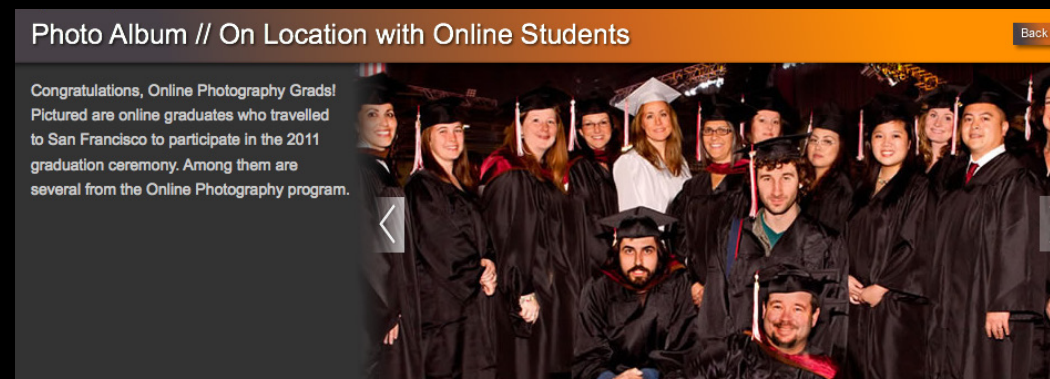 Photo Album // On Location with Online Students
Back
Congratulations, Online Photography Grads!
Pictured are online graduates who travelled
to San Francisco to participate in the 2011
graduation ceremony. Among them are
several from the Online Photography program.